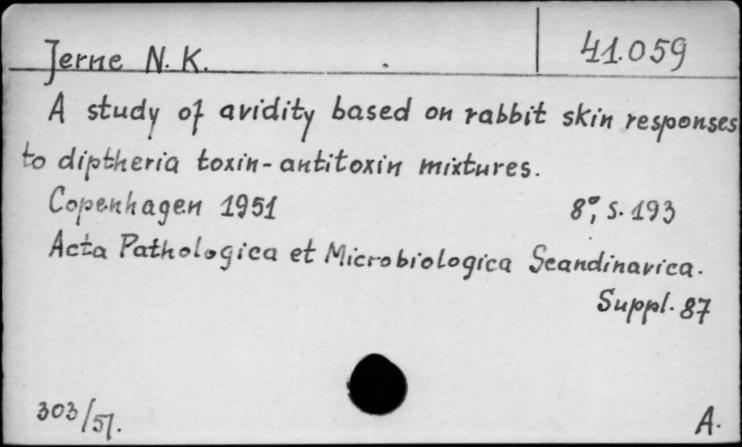 Jerne N. K. 41.059
A study of avidity based on rabbit skin responses
to diptheria toxin-antitoxin mixtures.
Copenhagen 1951 8°, S. 193
Acta Pathologica et Microbiologica Scandinavica.
Suppl. 87
303/51. A.